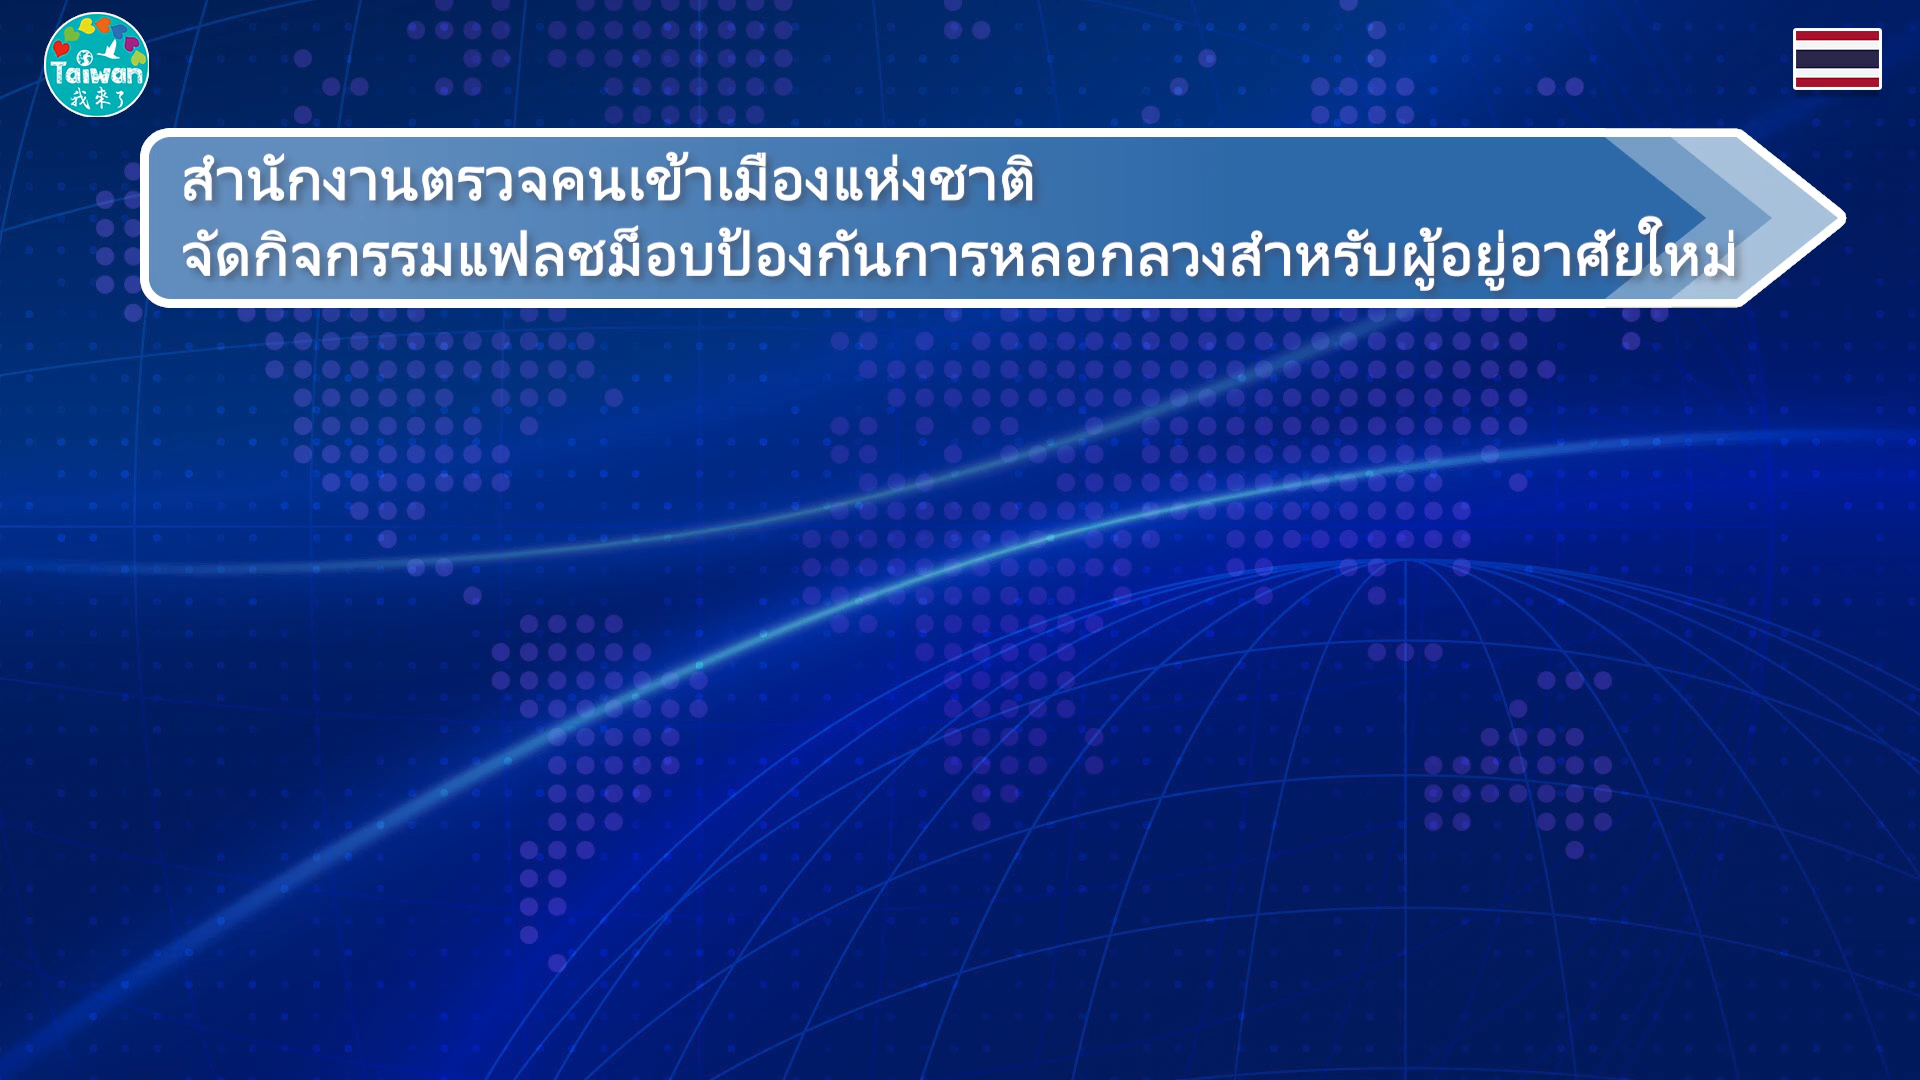 Taiwan
我來了
สำนักงานตรวจคนเข้าเมืองแห่งชาติ
จัดกิจกรรมแฟลชม็อบป้องกันการหลอกลวงสำหรับผู้อยู่อาศัยใหม่